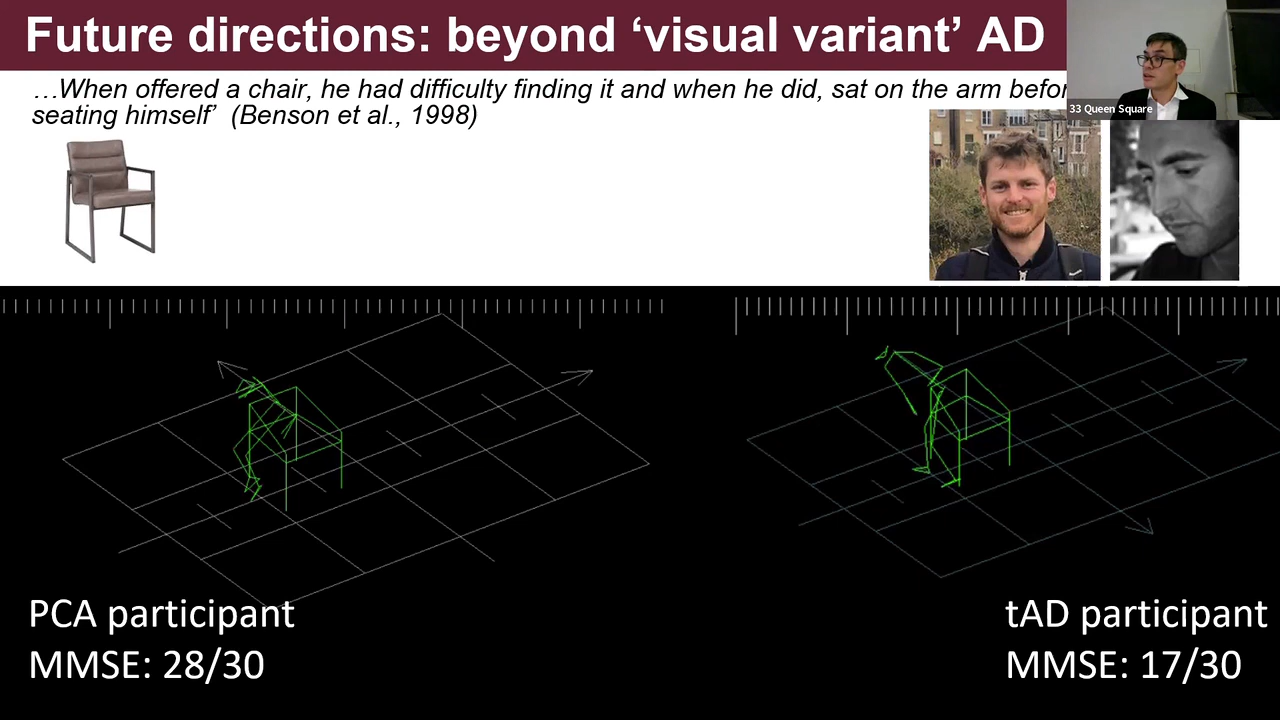 Future directions: beyond ‘visual variant’ AD
…When offered a chair, he had difficulty finding it and when he did, sat on the arm
seating himself’ (Benson et al., 1998)
33 Queen Square
PCA participant
MMSE: 28/30
tAD participant
MMSE: 17/30